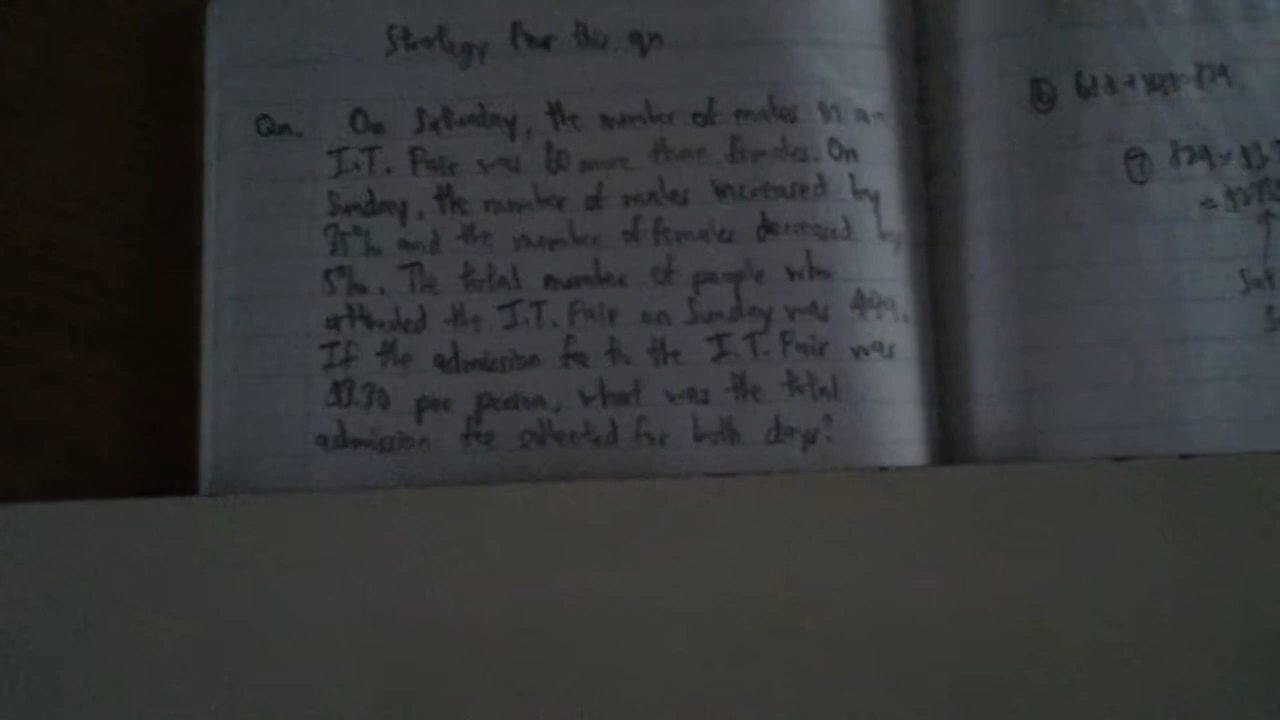 Strategy for this qn
Qn. On Saturday, the number of males in a
I.T. Fair was 60 more than females. On
Sunday, the number of males increased by
and the number of females decreased by
5%. The total number of people who
attended the I.T. Fair on Sunday was
If the admission fee to the I.T. Fair was
per person, what was the total
admission fee collected for both days?
⑥
⑦
Sat